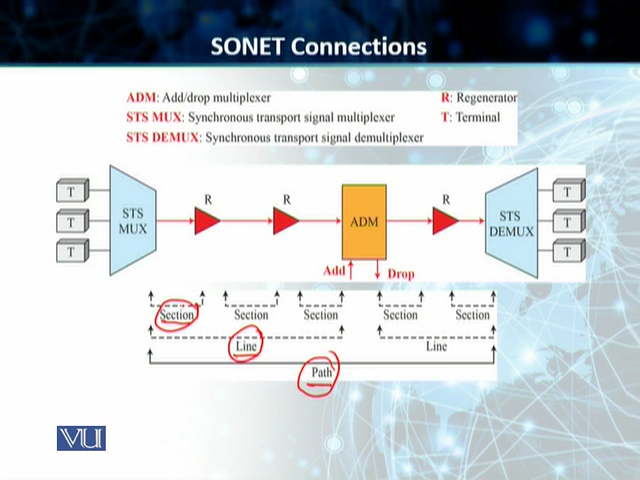 SONET Connections
ADM: Add/drop multiplexer
R: Regenerator
STS MUX: Synchronous transport signal multiplexer
T: Terminal
STS DEMUX: Synchronous transport signal demultiplexer
T
T
T
STS
MUX
R
R
ADM
R
STS
DEMUX
T
T
T
Add
Drop
Section
Section
Section
Section
Section
Line
Line
Path
VU